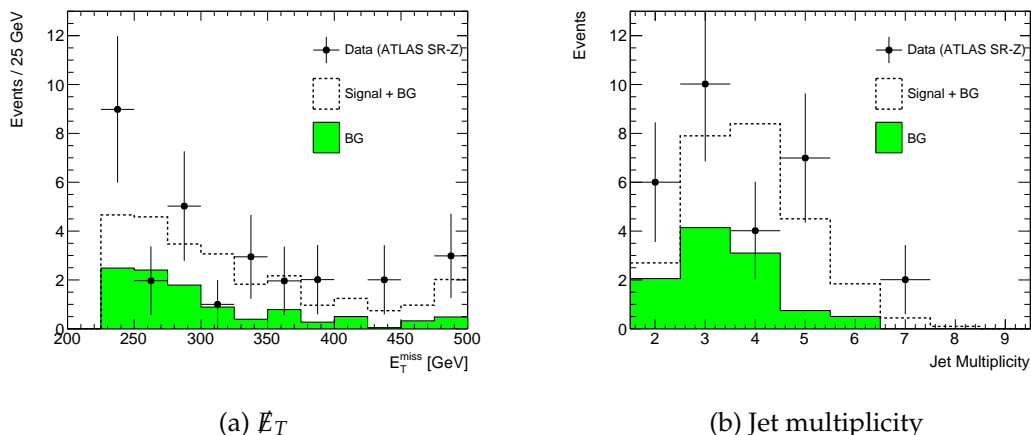 Events / 25 GeV
12
10
8
6
4
2
0
Data (ATLAS SR-Z)
Signal + BG
BG
200 250 300 350 400 450 500
E_T^miss [GeV]
(a) E̸_T
Events
12
10
8
6
4
2
0
Data (ATLAS SR-Z)
Signal + BG
BG
2 3 4 5 6 7 8 9
Jet Multiplicity
(b) Jet multiplicity